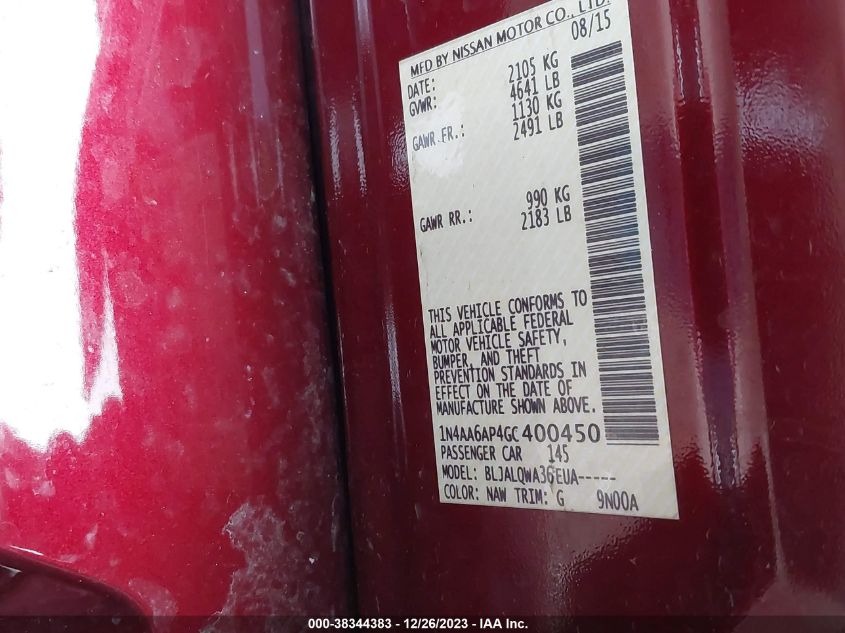 MFD BY NISSAN MOTOR CO., LTD.
DATE: 08/15
GVWR: 2105 KG
4641 LB
GAWR FR.: 1130 KG
2491 LB
GAWR RR.: 990 KG
2183 LB
THIS VEHICLE CONFORMS TO
ALL APPLICABLE FEDERAL
MOTOR VEHICLE SAFETY,
BUMPER, AND THEFT
PREVENTION STANDARDS IN
EFFECT ON THE DATE OF
MANUFACTURE SHOWN ABOVE.
1N4AA6AP4GC400450
PASSENGER CAR 145
MODEL: BLJALQWA36EUA-----
COLOR: NAW TRIM: G 9N00A
000-38344383 - 12/26/2023 - IAA Inc.